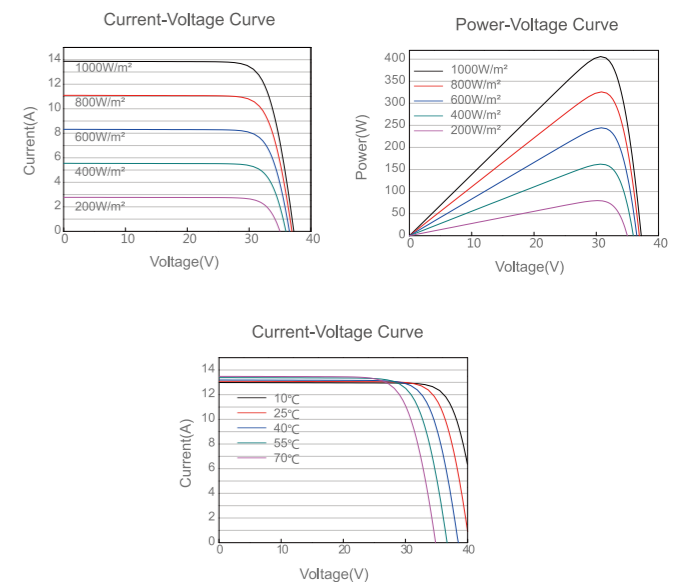 Current-Voltage Curve
14
12
10
8
6
4
2
0
1000W/m²
800W/m²
600W/m²
400W/m²
200W/m²
0 10 20 30 40
Current(A)
Voltage(V)
Power-Voltage Curve
400
350
300
250
200
150
100
50
0
1000W/m²
800W/m²
600W/m²
400W/m²
200W/m²
0 10 20 30 40
Power(W)
Voltage(V)
Current-Voltage Curve
14
12
10
8
6
4
2
0
10℃
25℃
40℃
55℃
70℃
0 10 20 30 40
Current(A)
Voltage(V)